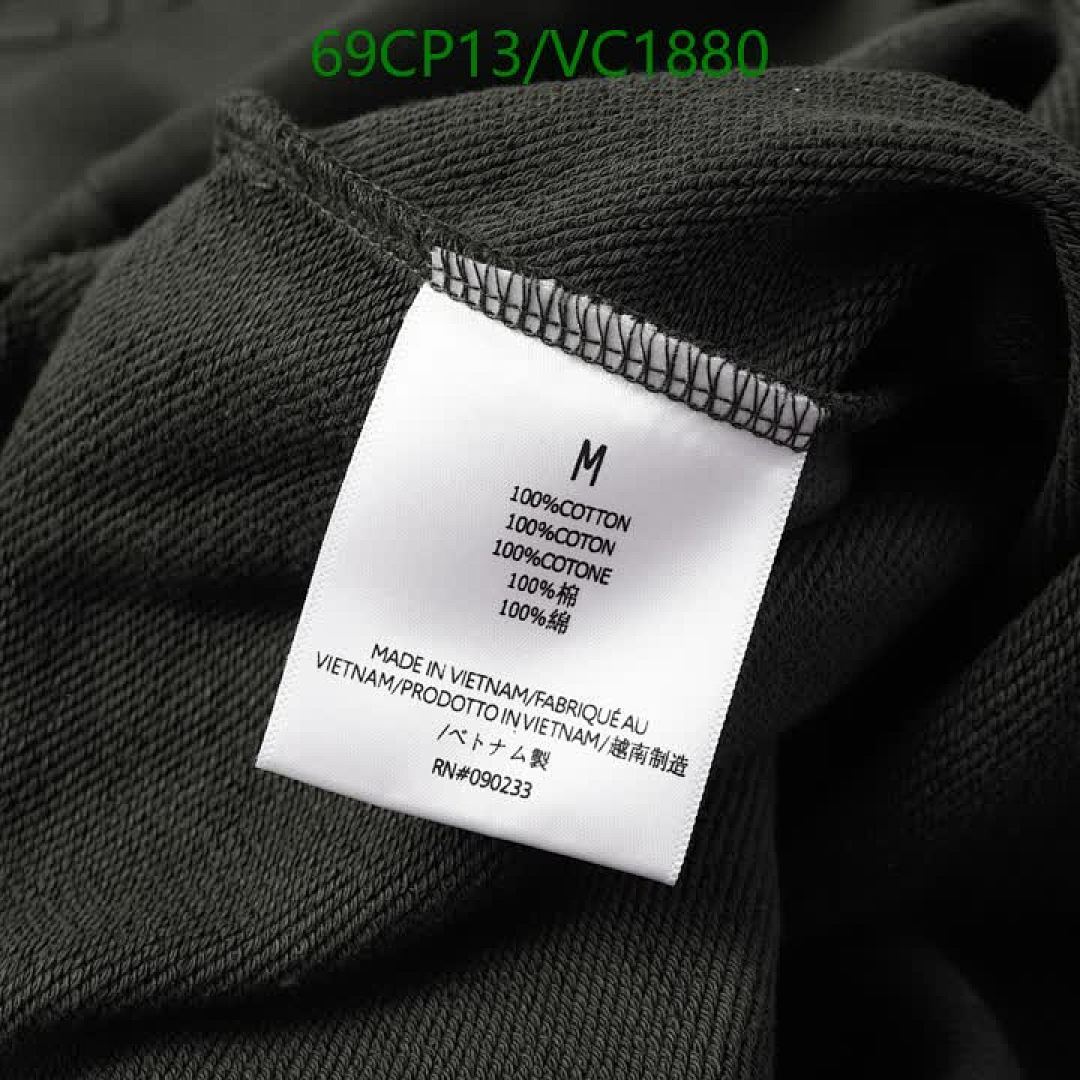 69CP13/VC1880
M
100%COTTON
100%COTON
100%COTONE
100%棉
100%綿
MADE IN VIETNAM/FABRIQUÉ AU
VIETNAM/PRODOTTO IN VIETNAM/越南制造
/ベトナム製
RN#090233